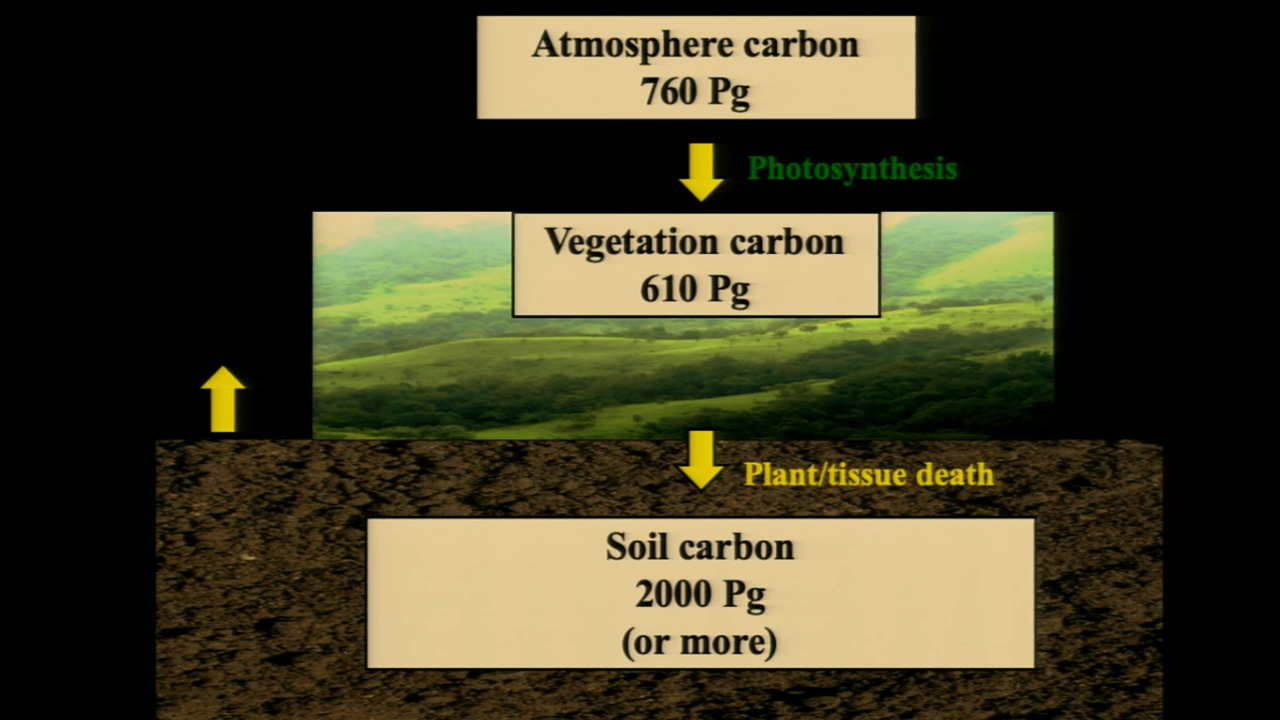 Atmosphere carbon
760 Pg
Photosynthesis
Vegetation carbon
610 Pg
Plant/tissue death
Soil carbon
2000 Pg
(or more)